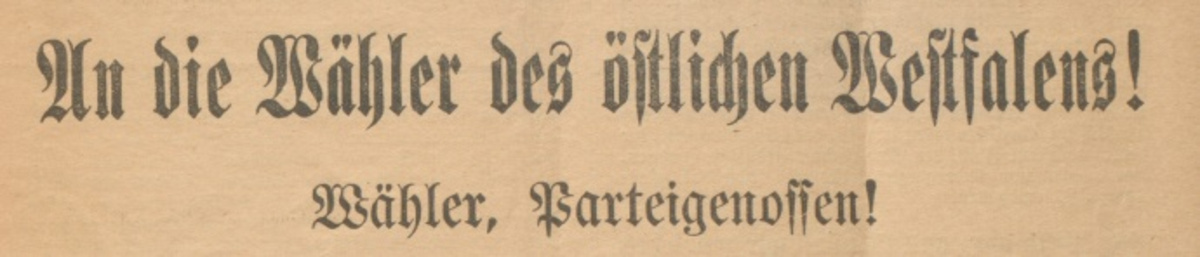 An die Wähler des östlichen Westfalens!
Wähler, Parteigenossen!